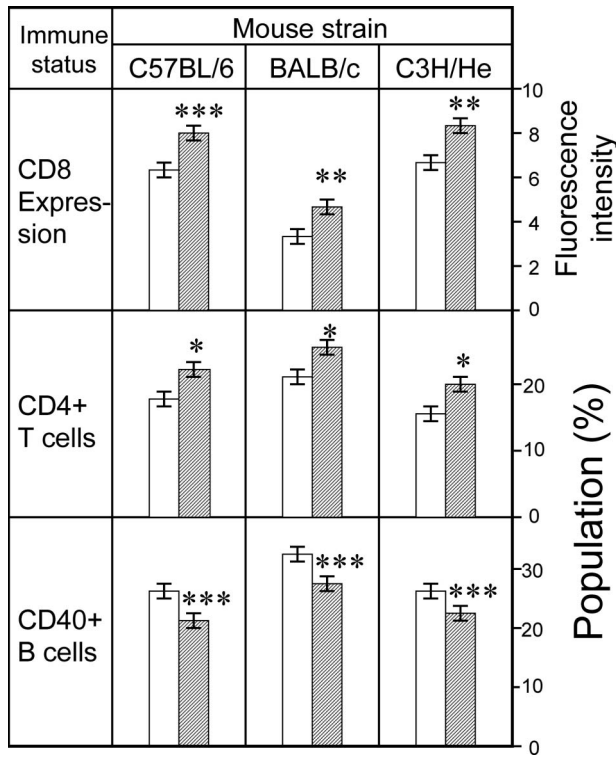 Immune
status
Mouse strain
C57BL/6 BALB/c C3H/He
CD8
Expres-
sion
*** ** **
10
8
6
4
2
0
Fluorescence
intensity
CD4+
T cells
* * *
20
10
0
CD40+
B cells
*** *** ***
30
20
10
0
Population (%)